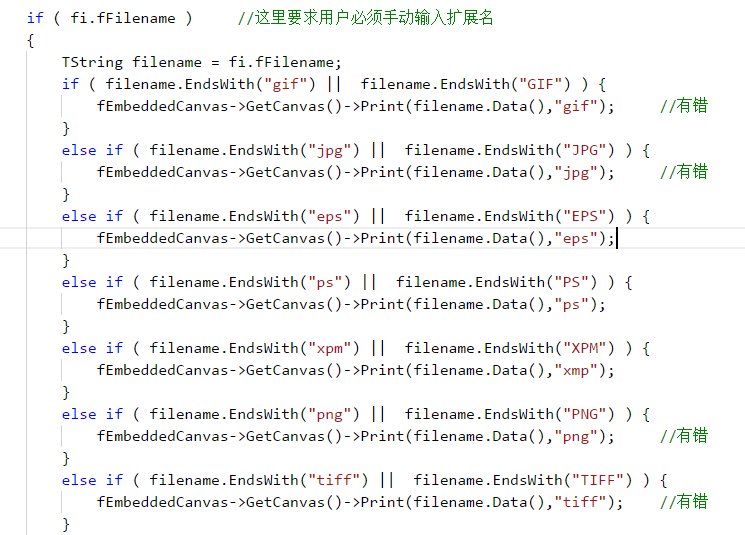 if ( fi.fFilename )     //这里要求用户必须手动输入扩展名
{
    TString filename = fi.fFilename;
    if ( filename.EndsWith("gif") ||  filename.EndsWith("GIF") ) {
        fEmbeddedCanvas->GetCanvas()->Print(filename.Data(),"gif");     //有错
    }
    else if ( filename.EndsWith("jpg") ||  filename.EndsWith("JPG") ) {
        fEmbeddedCanvas->GetCanvas()->Print(filename.Data(),"jpg");     //有错
    }
    else if ( filename.EndsWith("eps") ||  filename.EndsWith("EPS") ) {
        fEmbeddedCanvas->GetCanvas()->Print(filename.Data(),"eps");
    }
    else if ( filename.EndsWith("ps") ||  filename.EndsWith("PS") ) {
        fEmbeddedCanvas->GetCanvas()->Print(filename.Data(),"ps");
    }
    else if ( filename.EndsWith("xpm") ||  filename.EndsWith("XPM") ) {
        fEmbeddedCanvas->GetCanvas()->Print(filename.Data(),"xmp");
    }
    else if ( filename.EndsWith("png") ||  filename.EndsWith("PNG") ) {
        fEmbeddedCanvas->GetCanvas()->Print(filename.Data(),"png");     //有错
    }
    else if ( filename.EndsWith("tiff") ||  filename.EndsWith("TIFF") ) {
        fEmbeddedCanvas->GetCanvas()->Print(filename.Data(),"tiff");    //有错
    }